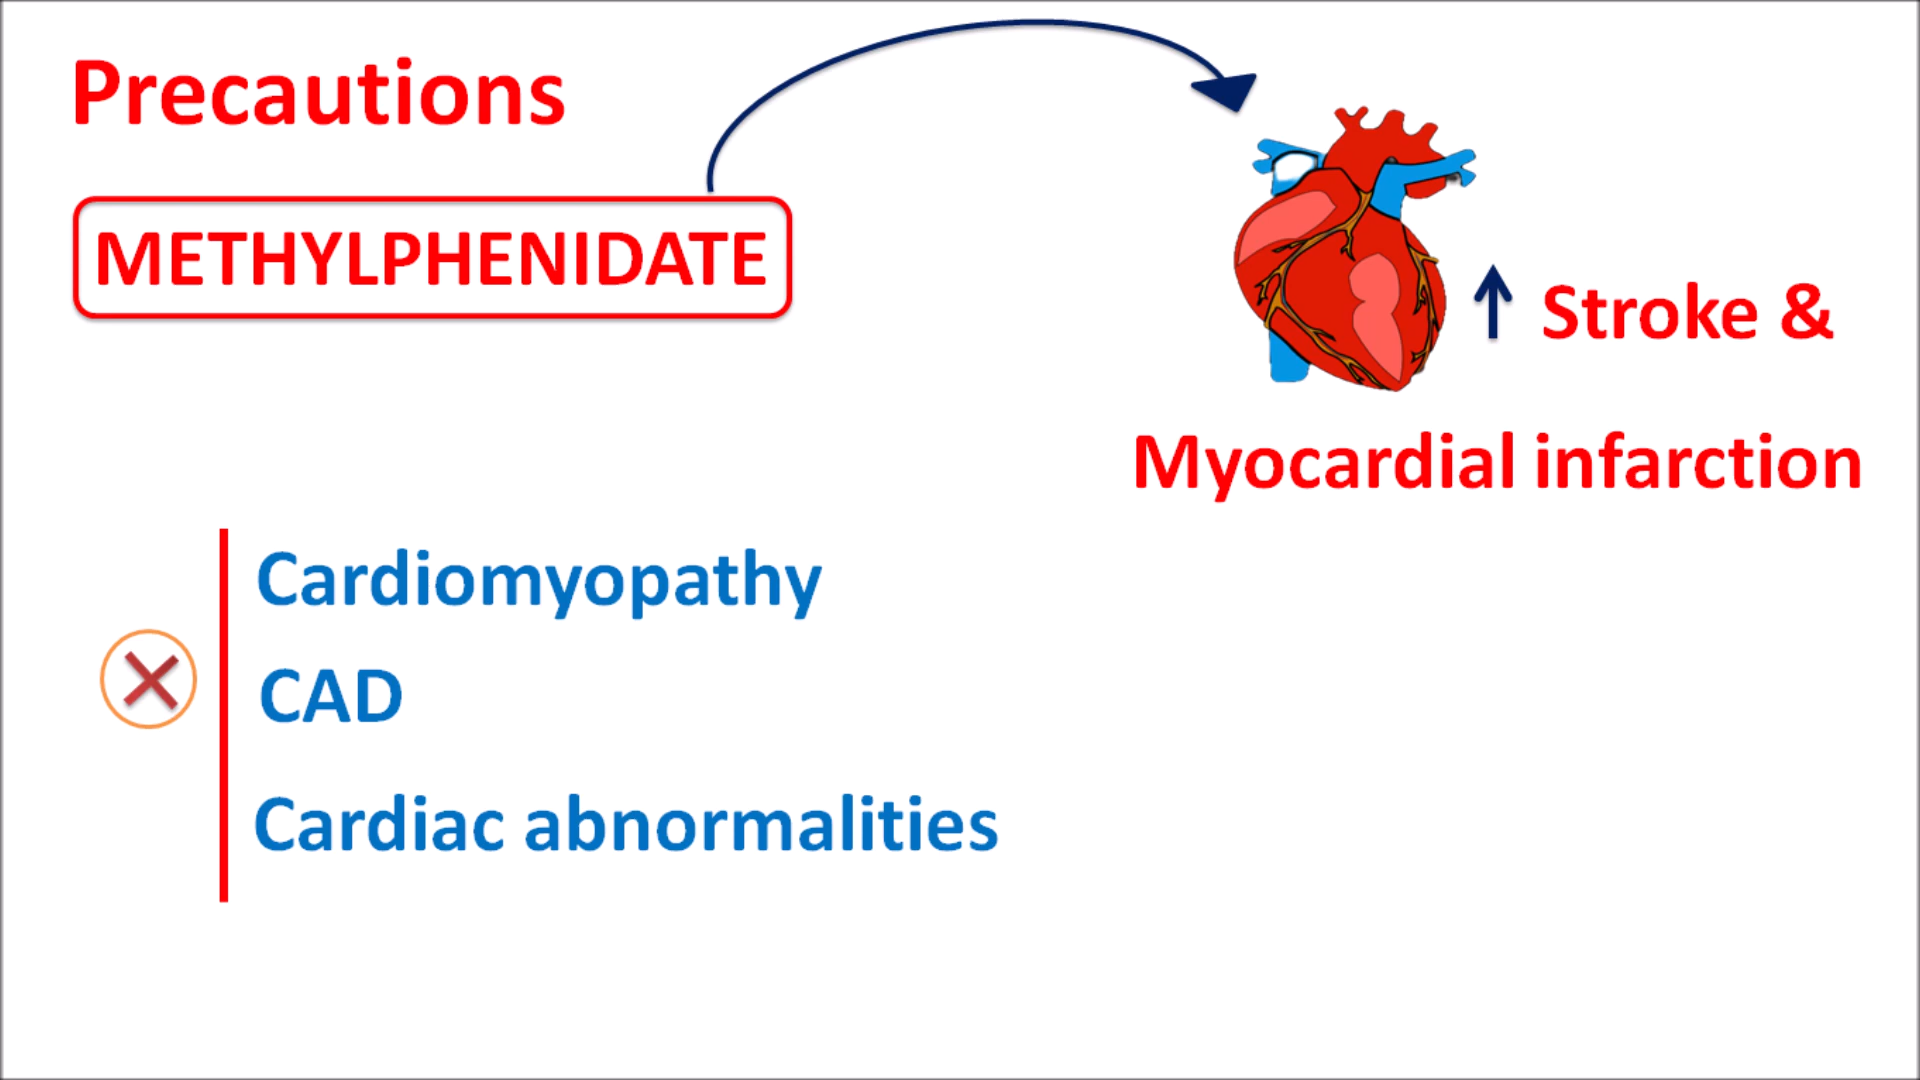 Precautions
METHYLPHENIDATE
Stroke &
Myocardial infarction
Cardiomyopathy
CAD
Cardiac abnormalities